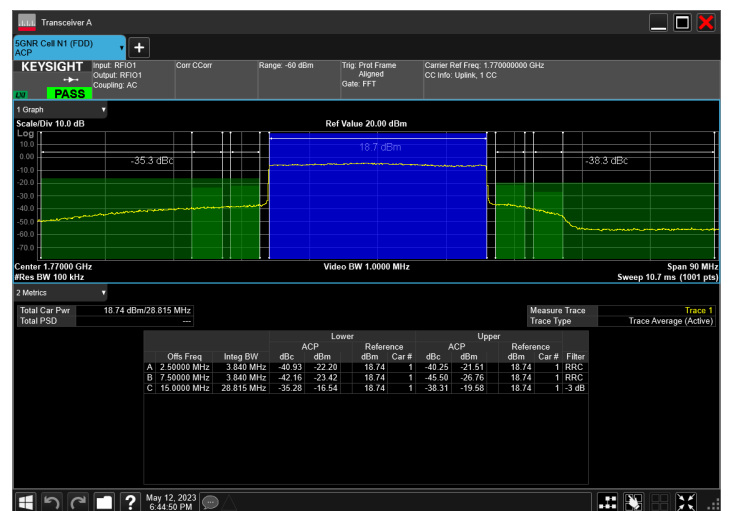 Transceiver A
5GNR Cell N1 (FDD)
ACP
KEYSIGHT
LXI
PASS
Input: RFIO1
Output: RFIO1
Coupling: AC
Corr CCorr
Range: -60 dBm
Trig: Prot Frame
Aligned
Gate: FFT
Carrier Ref Freq: 1.770000000 GHz
CC Info: Uplink, 1 CC
1 Graph
Scale/Div 10.0 dB
Ref Value 20.00 dBm
Log
10.0
0.00
-10.0
-20.0
-30.0
-40.0
-50.0
-60.0
-70.0
-35.3 dBc
18.7 dBm
-38.3 dBc
Center 1.77000 GHz
Video BW 1.0000 MHz
Span 90 MHz
#Res BW 100 kHz
Sweep 10.7 ms (1001 pts)
2 Metrics
Total Car Pwr 18.74 dBm/28.815 MHz
Total PSD ---
Measure Trace Trace 1
Trace Type Trace Average (Active)
Lower Upper
ACP Reference ACP Reference
Offs Freq Integ BW dBc dBm dBm Car # dBc dBm dBm Car # Filter
A 2.50000 MHz 3.840 MHz -40.93 -22.20 18.74 1 -40.25 -21.51 18.74 1 RRC
B 7.50000 MHz 3.840 MHz -42.16 -23.42 18.74 1 -45.50 -26.76 18.74 1 RRC
C 15.0000 MHz 28.815 MHz -35.28 -16.54 18.74 1 -38.31 -19.58 18.74 1 -3 dB
?
May 12, 2023
6:44:50 PM